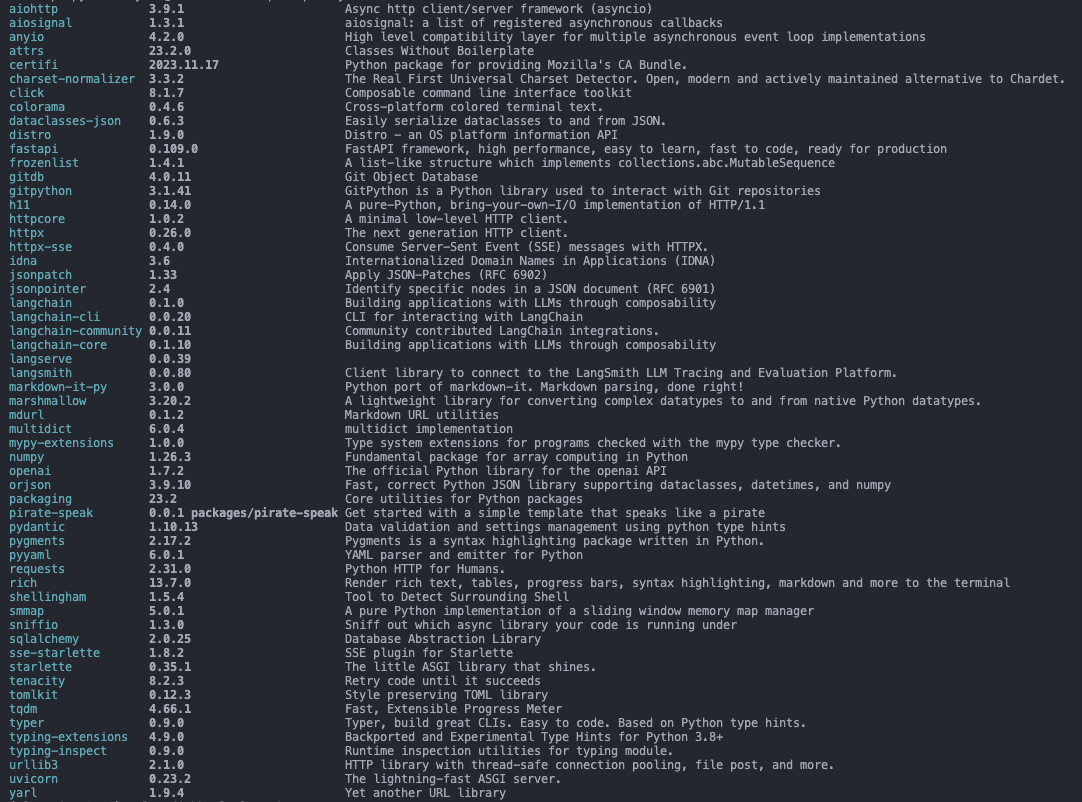 aiohttp 3.9.1 Async http client/server framework (asyncio)
aiosignal 1.3.1 aiosignal: a list of registered asynchronous callbacks
anyio 4.2.0 High level compatibility layer for multiple asynchronous event loop implementations
attrs 23.2.0 Classes Without Boilerplate
certifi 2023.11.17 Python package for providing Mozilla's CA Bundle.
charset-normalizer 3.3.2 The Real First Universal Charset Detector. Open, modern and actively maintained alternative to Chardet.
click 8.1.7 Composable command line interface toolkit
colorama 0.4.6 Cross-platform colored terminal text.
dataclasses-json 0.6.3 Easily serialize dataclasses to and from JSON.
distro 1.9.0 Distro - an OS platform information API
fastapi 0.109.0 FastAPI framework, high performance, easy to learn, fast to code, ready for production
frozenlist 1.4.1 A list-like structure which implements collections.abc.MutableSequence
gitdb 4.0.11 Git Object Database
gitpython 3.1.41 GitPython is a Python library used to interact with Git repositories
h11 0.14.0 A pure-Python, bring-your-own-I/O implementation of HTTP/1.1
httpcore 1.0.2 A minimal low-level HTTP client.
httpx 0.26.0 The next generation HTTP client.
httpx-sse 0.4.0 Consume Server-Sent Event (SSE) messages with HTTPX.
idna 3.6 Internationalized Domain Names in Applications (IDNA)
jsonpatch 1.33 Apply JSON-Patches (RFC 6902)
jsonpointer 2.4 Identify specific nodes in a JSON document (RFC 6901)
langchain 0.1.0 Building applications with LLMs through composability
langchain-cli 0.0.20 CLI for interacting with LangChain
langchain-community 0.0.11 Community contributed LangChain integrations.
langchain-core 0.1.10 Building applications with LLMs through composability
langserve 0.0.39
langsmith 0.0.80 Client library to connect to the LangSmith LLM Tracing and Evaluation Platform.
markdown-it-py 3.0.0 Python port of markdown-it. Markdown parsing, done right!
marshmallow 3.20.2 A lightweight library for converting complex datatypes to and from native Python datatypes.
mdurl 0.1.2 Markdown URL utilities
multidict 6.0.4 multidict implementation
mypy-extensions 1.0.0 Type system extensions for programs checked with the mypy type checker.
numpy 1.26.3 Fundamental package for array computing in Python
openai 1.7.2 The official Python library for the openai API
orjson 3.9.10 Fast, correct Python JSON library supporting dataclasses, datetimes, and numpy
packaging 23.2 Core utilities for Python packages
pirate-speak 0.0.1 packages/pirate-speak Get started with a simple template that speaks like a pirate
pydantic 1.10.13 Data validation and settings management using python type hints
pygments 2.17.2 Pygments is a syntax highlighting package written in Python.
pyyaml 6.0.1 YAML parser and emitter for Python
requests 2.31.0 Python HTTP for Humans.
rich 13.7.0 Render rich text, tables, progress bars, syntax highlighting, markdown and more to the terminal
shellingham 1.5.4 Tool to Detect Surrounding Shell
smmap 5.0.1 A pure Python implementation of a sliding window memory map manager
sniffio 1.3.0 Sniff out which async library your code is running under
sqlalchemy 2.0.25 Database Abstraction Library
sse-starlette 1.8.2 SSE plugin for Starlette
starlette 0.35.1 The little ASGI library that shines.
tenacity 8.2.3 Retry code until it succeeds
tomlkit 0.12.3 Style preserving TOML library
tqdm 4.66.1 Fast, Extensible Progress Meter
typer 0.9.0 Typer, build great CLIs. Easy to code. Based on Python type hints.
typing-extensions 4.9.0 Backported and Experimental Type Hints for Python 3.8+
typing-inspect 0.9.0 Runtime inspection utilities for typing module.
urllib3 2.1.0 HTTP library with thread-safe connection pooling, file post, and more.
uvicorn 0.23.2 The lightning-fast ASGI server.
yarl 1.9.4 Yet another URL library